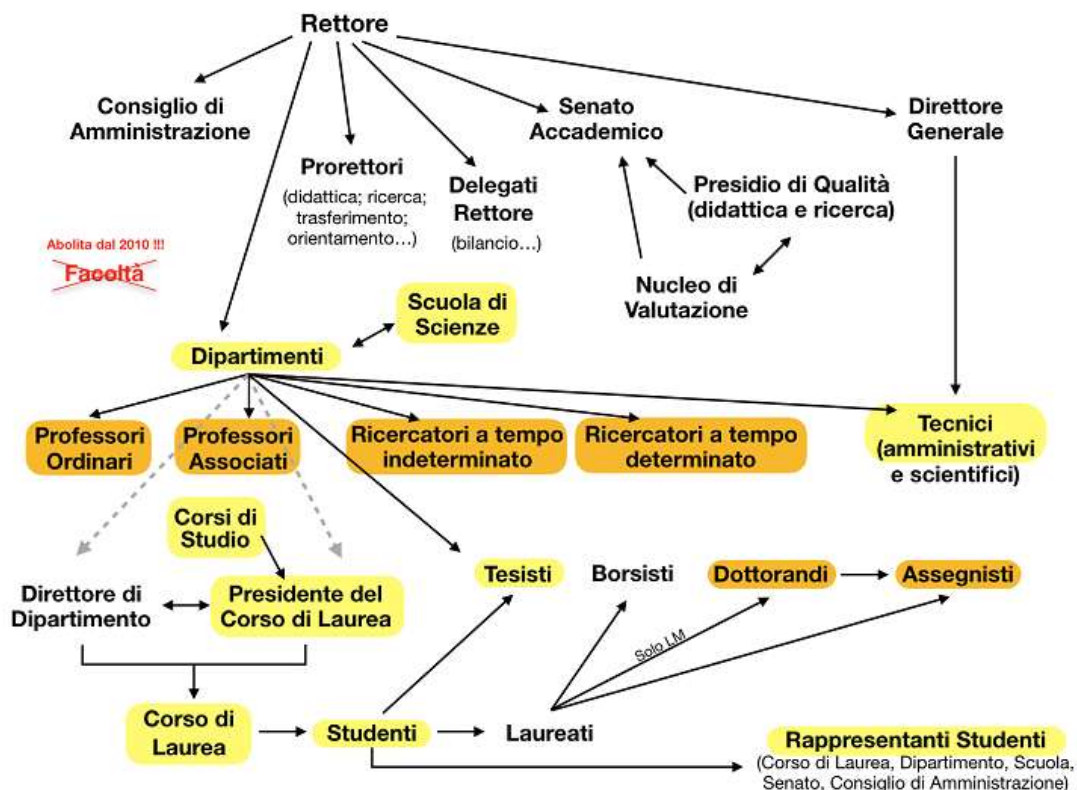 Rettore
Consiglio di
Amministrazione
Senato
Accademico
Direttore
Generale
Prorettori
(didattica; ricerca;
trasferimento;
orientamento...)
Delegati
Rettore
(bilancio...)
Presidio di Qualità
(didattica e ricerca)
Abolita dal 2010 !!!
Facoltà
Nucleo di
Valutazione
Scuola di
Scienze
Dipartimenti
Professori
Ordinari
Professori
Associati
Ricercatori a tempo
indeterminato
Ricercatori a tempo
determinato
Tecnici
(amministrativi
e scientifici)
Corsi di
Studio
Tesisti
Borsisti
Dottorandi
Assegnisti
Direttore di
Dipartimento
Presidente del
Corso di Laurea
Solo LM
Corso di
Laurea
Studenti
Laureati
Rappresentanti Studenti
(Corso di Laurea, Dipartimento, Scuola,
Senato, Consiglio di Amministrazione)